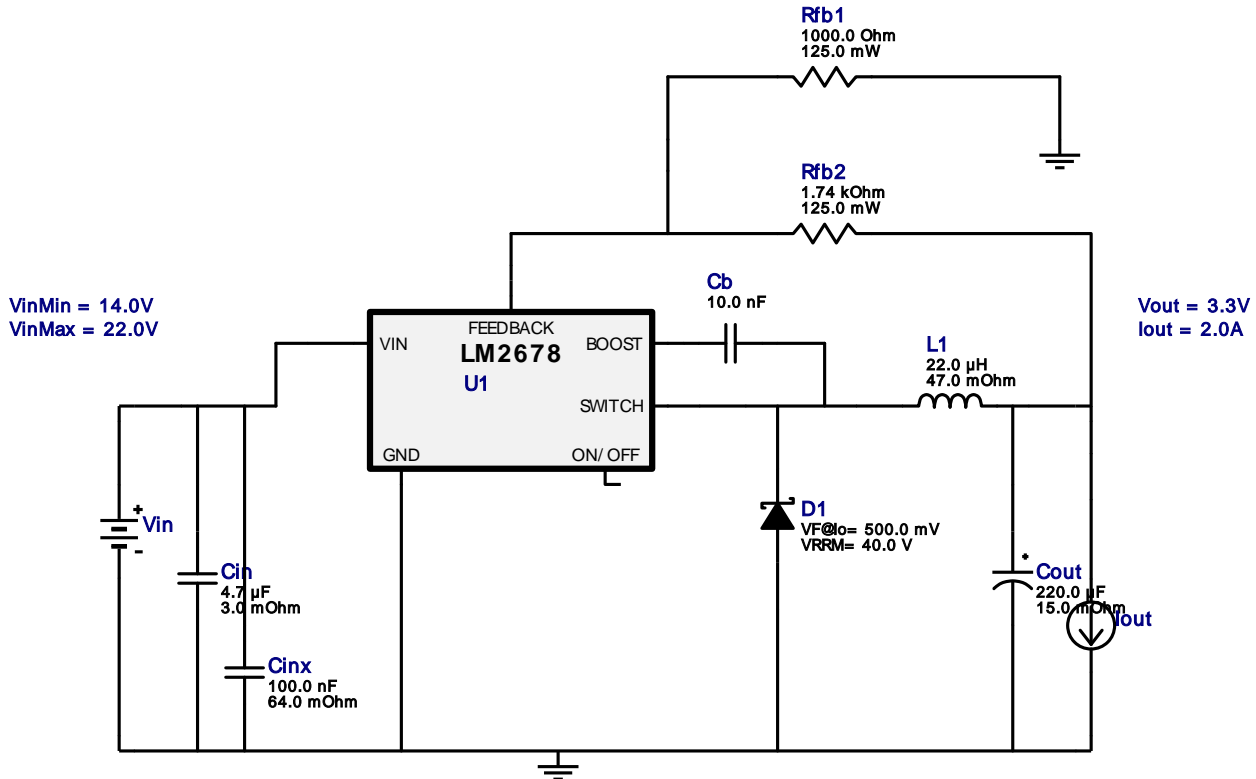 Rfb1
1000.0 Ohm
125.0 mW
Rfb2
1.74 kOhm
125.0 mW
VinMin = 14.0V
VinMax = 22.0V
Cb
10.0 nF
Vout = 3.3V
Iout = 2.0A
FEEDBACK
VIN
LM2678
BOOST
U1
SWITCH
GND
ON/ OFF
L1
22.0 µH
47.0 mOhm
+
Vin
-
D1
VF@Io= 500.0 mV
VRRM= 40.0 V
Cin
4.7 µF
3.0 mOhm
+
Cout
220.0 µF
15.0 mOhm
Iout
Cinx
100.0 nF
64.0 mOhm